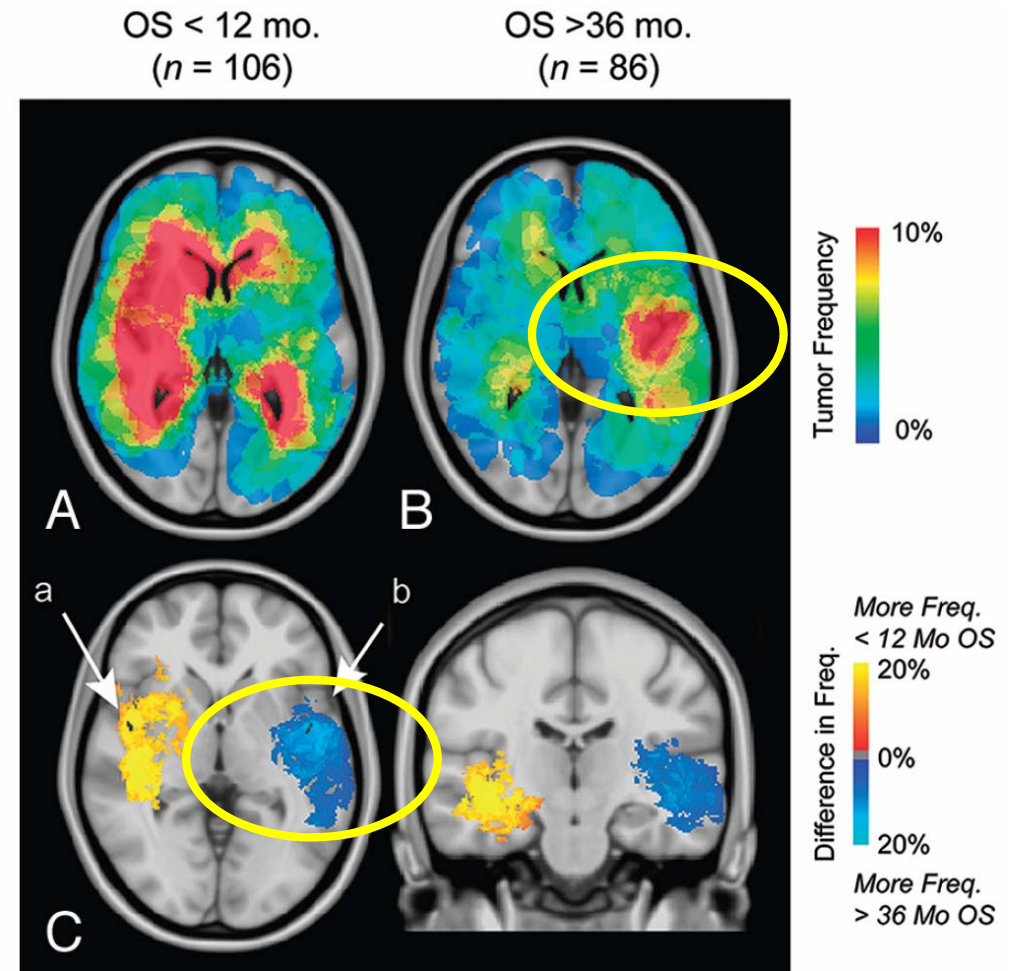 OS < 12 mo.
(n = 106)
OS >36 mo.
(n = 86)
A
B
Tumor Frequency
10%
0%
a
b
C
Difference in Freq.
More Freq.
< 12 Mo OS
20%
0%
20%
More Freq.
> 36 Mo OS